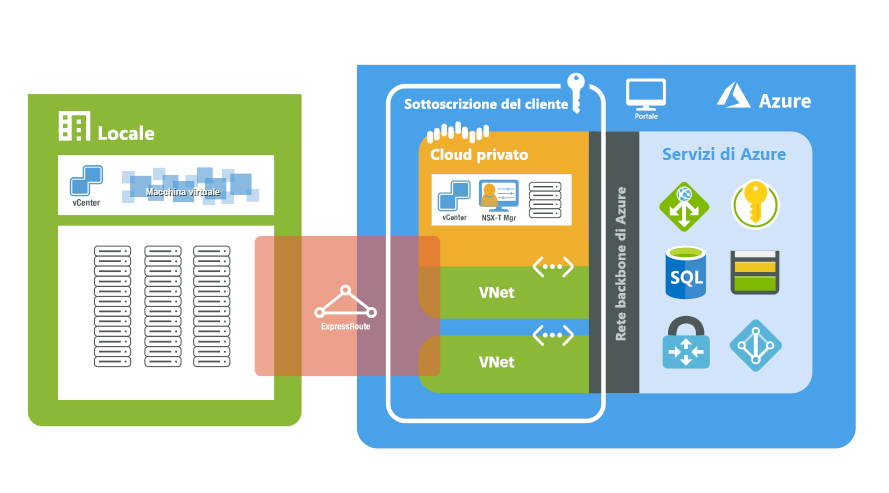 Locale
vCenter
Macchina virtuale
ExpressRoute
Sottoscrizione del cliente
Portale
Azure
Cloud privato
vCenter
NSX-T Mgr
VNet
VNet
Rete backbone di Azure
Servizi di Azure
SQL